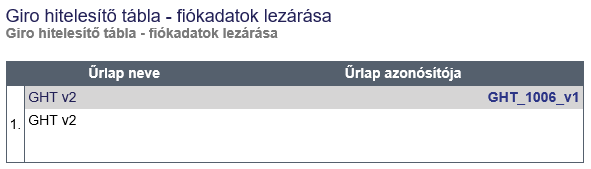 Giro hitelesítő tábla - fiókadatok lezárása
Giro hitelesítő tábla - fiókadatok lezárása
Űrlap neve Űrlap azonósítója
GHT v2 GHT_1006_v1
1. GHT v2